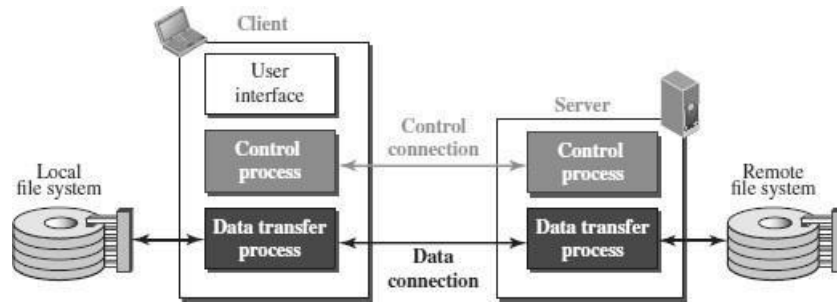 Client
User
interface
Control
process
Data transfer
process
Local
file system
Control
connection
Data
connection
Server
Control
process
Data transfer
process
Remote
file system